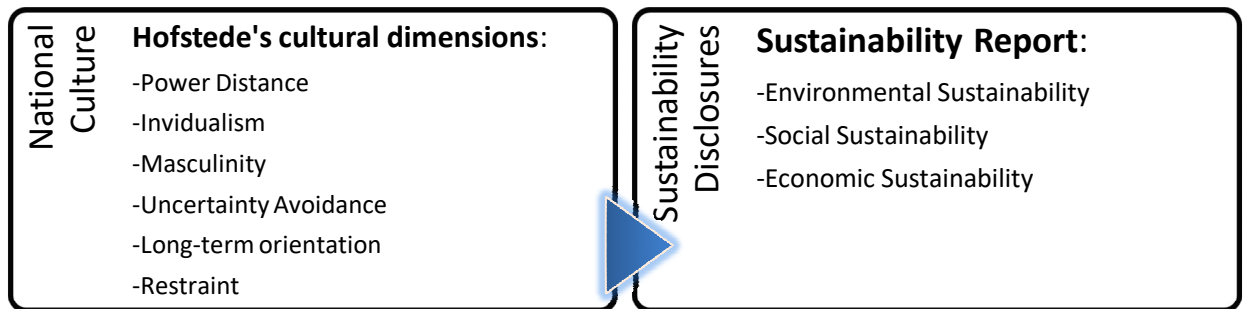 National
Culture
Hofstede's cultural dimensions:
-Power Distance
-Invidualism
-Masculinity
-Uncertainty Avoidance
-Long-term orientation
-Restraint
Sustainability
Disclosures
Sustainability Report:
-Environmental Sustainability
-Social Sustainability
-Economic Sustainability